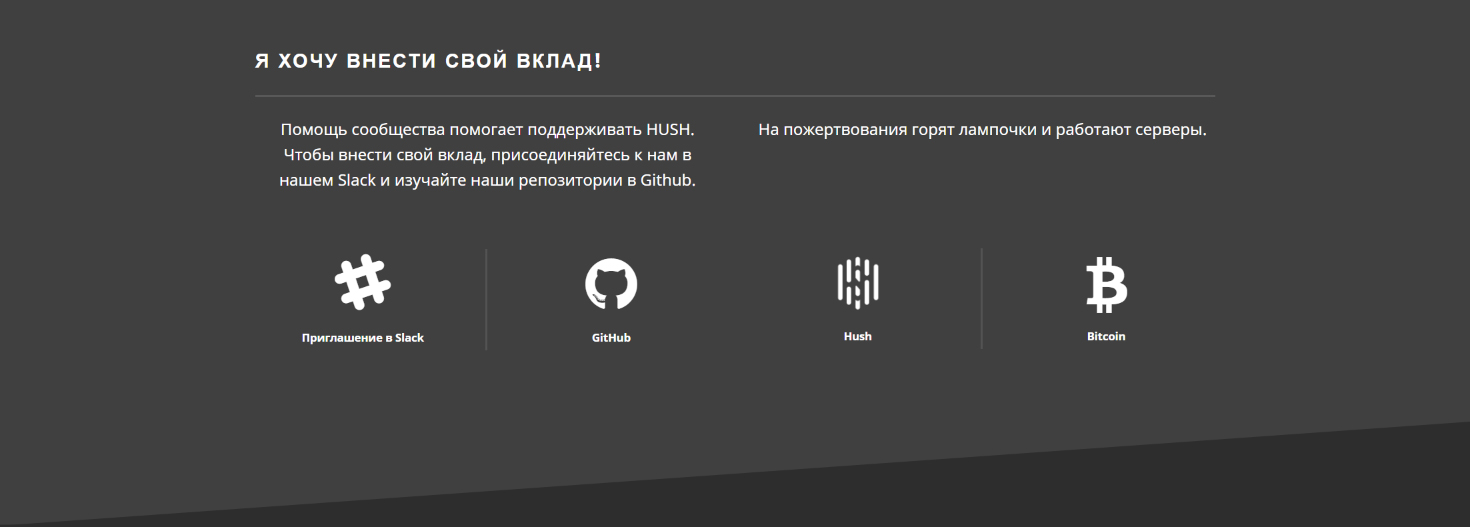 Я ХОЧУ ВНЕСТИ СВОЙ ВКЛАД!
Помощь сообщества помогает поддерживать HUSH.
Чтобы внести свой вклад, присоединяйтесь к нам в
нашем Slack и изучайте наши репозитории в Github.
На пожертвования горят лампочки и работают серверы.
Приглашение в Slack
GitHub
Hush
Bitcoin